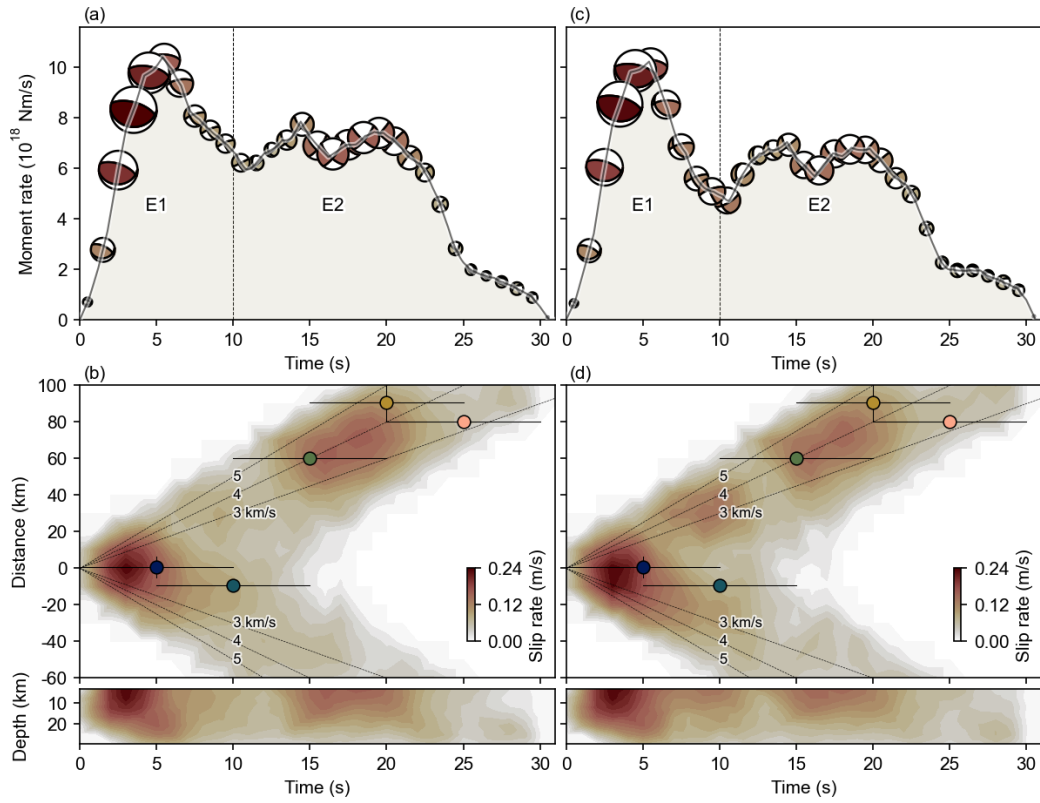 (a)
(c)
Moment rate (10^18 Nm/s)
10
8
6
4
2
0
E1
E2
E1
E2
0 5 10 15 20 25 30
0 5 10 15 20 25 30
Time (s)
Time (s)
(b)
(d)
Distance (km)
100
80
60
40
20
0
-20
-40
-60
5
4
3 km/s
3 km/s
4
5
0.24
0.12
0.00
Slip rate (m/s)
5
4
3 km/s
3 km/s
4
5
0.24
0.12
0.00
Slip rate (m/s)
Depth (km)
10
20
0 5 10 15 20 25 30
0 5 10 15 20 25 30
Time (s)
Time (s)